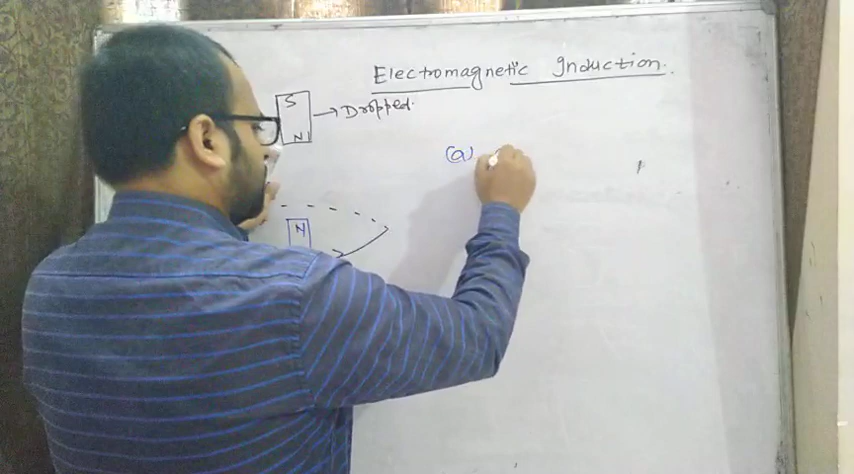 Electromagnetic Induction.
S
→ Dropped.
N
(a)
N